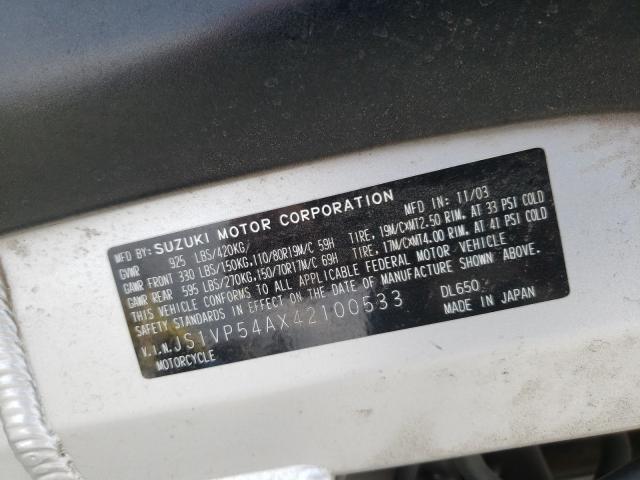 MFD BY: SUZUKI MOTOR CORPORATION MFD IN: 11/03
GVWR 925 LBS/420KG/
GAWR FRONT 330 LBS/150KG,110/80R19M/C 59H TIRE, 19M/CxMT2.50 RIM. AT 33 PSI COLD
GAWR REAR 595 LBS/270KG,150/70R17M/C 69H TIRE, 17M/CxMT4.00 RIM. AT 41 PSI COLD
THIS VEHICLE CONFORMS TO ALL APPLICABLE FEDERAL MOTOR VEHICLE
SAFETY STANDARDS IN EFFECT ON THE DATE OF MANUFACTURE SHOWN ABOVE.
V.I.N. JS1VP54AX42100533 DL650
MOTORCYCLE MADE IN JAPAN